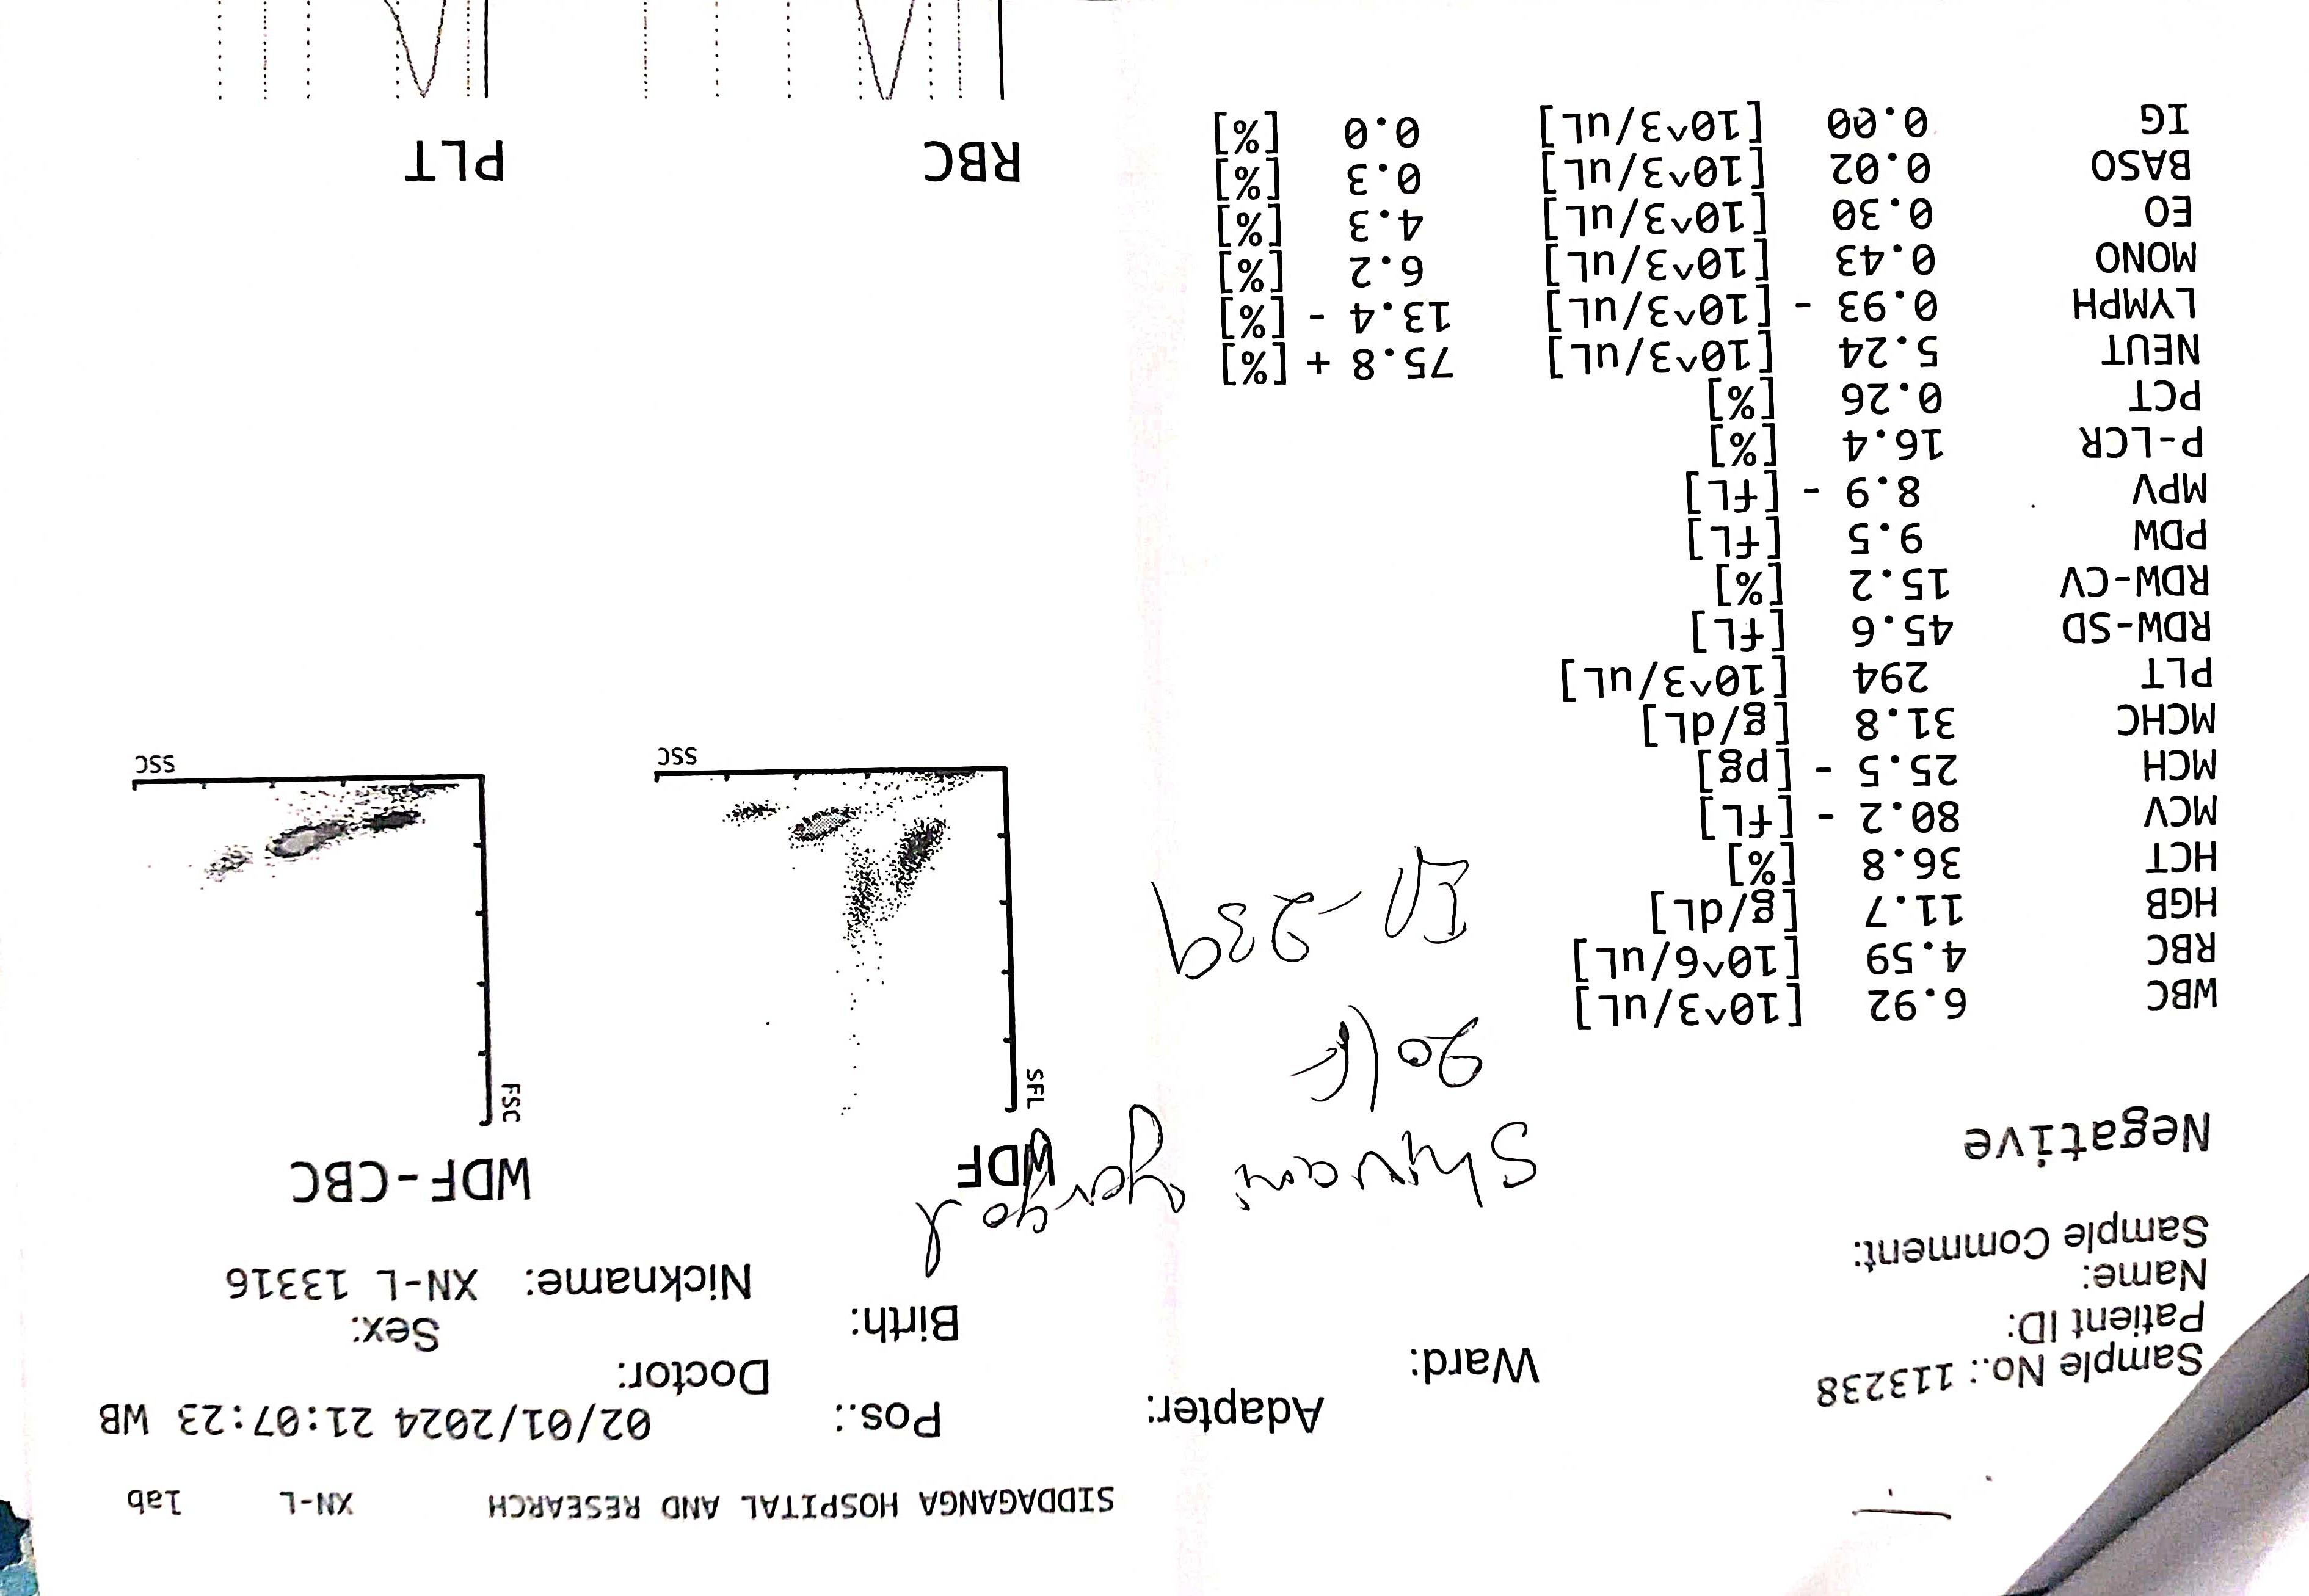 SIDDAGANGA HOSPITAL AND RESEARCH XN-L lab
Adapter: Pos.: 02/01/2024 21:07:23 WB
Sample No.: 113238 Ward: Doctor:
Patient ID: Birth: Sex:
Name: Nickname: XN-L 13316
Sample Comment:
Shivani
Negative WDF WDF-CBC
20/F
SFL FSC
WBC 6.92 [10^3/uL]
RBC 4.59 [10^6/uL]
HGB 11.7 [g/dL]
-239
HCT 36.8 [%]
MCV 80.2 - [fL]
MCH 25.5 - [pg]
SSC SSC
MCHC 31.8 [g/dL]
PLT 294 [10^3/uL]
RDW-SD 45.6 [fL]
RDW-CV 15.2 [%]
PDW 9.5 [fL]
MPV 8.9 - [fL]
P-LCR 16.4 [%]
PCT 0.26 [%]
NEUT 5.24 [10^3/uL] 75.8 + [%]
LYMPH 0.93 - [10^3/uL] 13.4 - [%]
MONO 0.43 [10^3/uL] 6.2 [%]
EO 0.30 [10^3/uL] 4.3 [%]
BASO 0.02 [10^3/uL] 0.3 [%]
IG 0.00 [10^3/uL] 0.0 [%]
RBC PLT